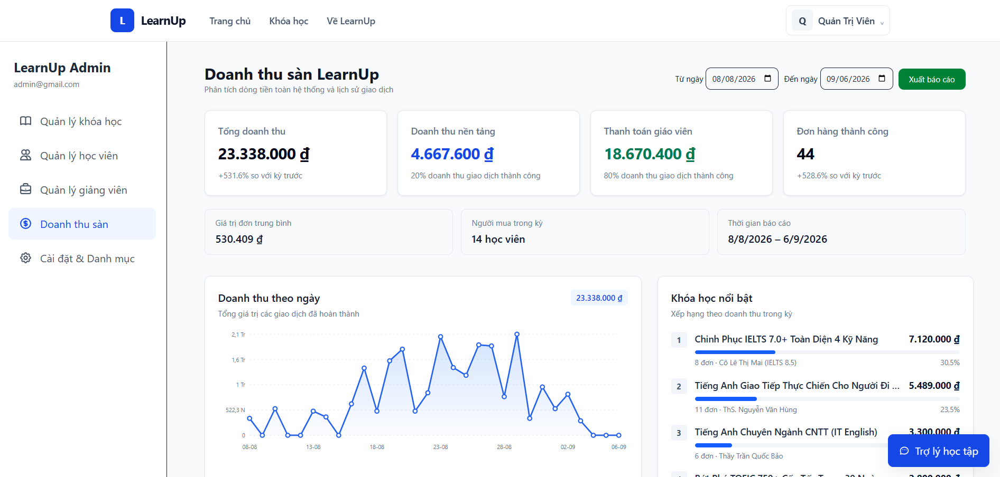 L LearnUp Trang chủ Khóa học Về LearnUp Q Quản Trị Viên v
LearnUp Admin
admin@gmail.com
Quản lý khóa học
Quản lý học viên
Quản lý giảng viên
Doanh thu sàn
Cài đặt & Danh mục
Doanh thu sàn LearnUp
Phân tích dòng tiền toàn hệ thống và lịch sử giao dịch
Từ ngày 08/08/2026 Đến ngày 09/06/2026 Xuất báo cáo
Tổng doanh thu
23.338.000 ₫
+531.6% so với kỳ trước
Doanh thu nền tảng
4.667.600 ₫
20% doanh thu giao dịch thành công
Thanh toán giáo viên
18.670.400 ₫
80% doanh thu giao dịch thành công
Đơn hàng thành công
44
+528.6% so với kỳ trước
Giá trị đơn trung bình
530.409 ₫
Người mua trong kỳ
14 học viên
Thời gian báo cáo
8/8/2026 – 6/9/2026
Doanh thu theo ngày
23.338.000 ₫
Tổng giá trị các giao dịch đã hoàn thành
2,1 Tr
1,6 Tr
1 Tr
522,3 N
0
08-08 13-08 18-08 23-08 28-08 02-09 06-09
Khóa học nổi bật
Xếp hạng theo doanh thu trong kỳ
1 Chinh Phục IELTS 7.0+ Toàn Diện 4 Kỹ Năng 7.120.000 ₫
8 đơn · Cô Lê Thị Mai (IELTS 8.5) 30,5%
2 Tiếng Anh Giao Tiếp Thực Chiến Cho Người Đi ... 5.489.000 ₫
11 đơn · ThS. Nguyễn Văn Hùng 23,5%
3 Tiếng Anh Chuyên Ngành CNTT (IT English) 3.300.000 ₫
6 đơn · Thầy Trần Quốc Bảo
Trợ lý học tập